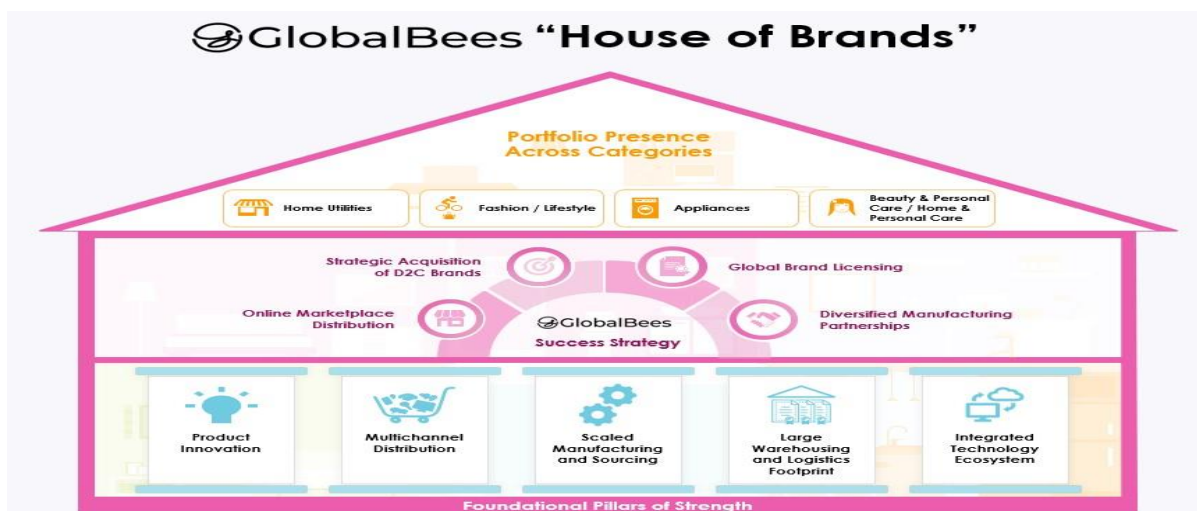 GlobalBees “House of Brands”
Portfolio Presence
Across Categories
Home Utilities
Fashion / Lifestyle
Appliances
Beauty & Personal
Care / Home &
Personal Care
Strategic Acquisition
of D2C Brands
Global Brand Licensing
Online Marketplace
Distribution
Diversified Manufacturing
Partnerships
GlobalBees
Success Strategy
Product
Innovation
Multichannel
Distribution
Scaled
Manufacturing
and Sourcing
Large
Warehousing
and Logistics
Footprint
Integrated
Technology
Ecosystem
Foundational Pillars of Strength